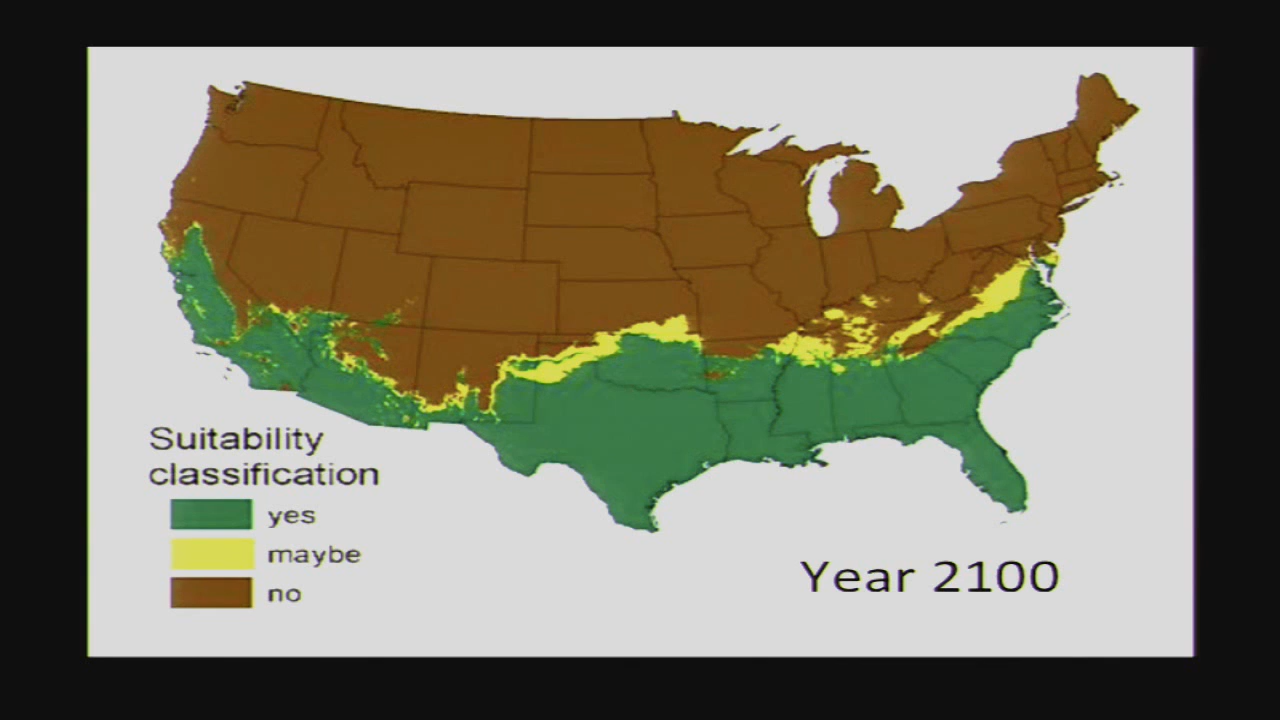 Suitability
classification
yes
maybe
no
Year 2100